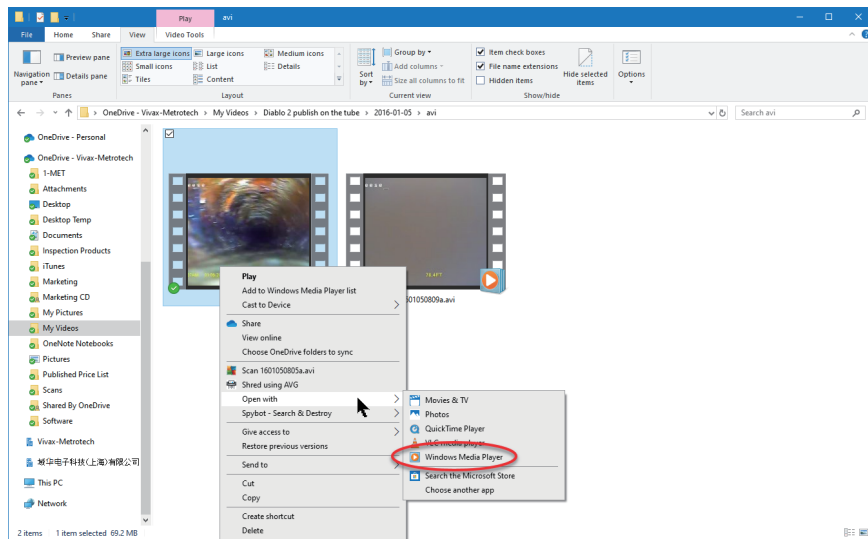 Play
avi
File
Home
Share
View
Video Tools
Navigation pane
Preview pane
Details pane
Extra large icons
Large icons
Medium icons
Small icons
List
Details
Tiles
Content
Sort by
Group by
Add columns
Size all columns to fit
Item check boxes
File name extensions
Hidden items
Hide selected items
Options
Panes
Layout
Current view
Show/hide
OneDrive - Vivax-Metrotech > My Videos > Diablo 2 publish on the tube > 2016-01-05 > avi
Search avi
OneDrive - Personal
OneDrive - Vivax-Metrotech
1-MET
Attachments
Desktop
Desktop Temp
Documents
Inspection Products
iTunes
Marketing
Marketing CD
My Pictures
My Videos
OneNote Notebooks
Pictures
Published Price List
Scans
Shared By OneDrive
Software
Vivax-Metrotech
This PC
Network
2 items
1 item selected 69.2 MB
601050809a.avi
Play
Add to Windows Media Player list
Cast to Device
Share
View online
Choose OneDrive folders to sync
Scan 1601050805a.avi
Shred using AVG
Open with
Spybot - Search & Destroy
Give access to
Restore previous versions
Send to
Cut
Copy
Create shortcut
Delete
Movies & TV
Photos
QuickTime Player
VLC media player
Windows Media Player
Search the Microsoft Store
Choose another app